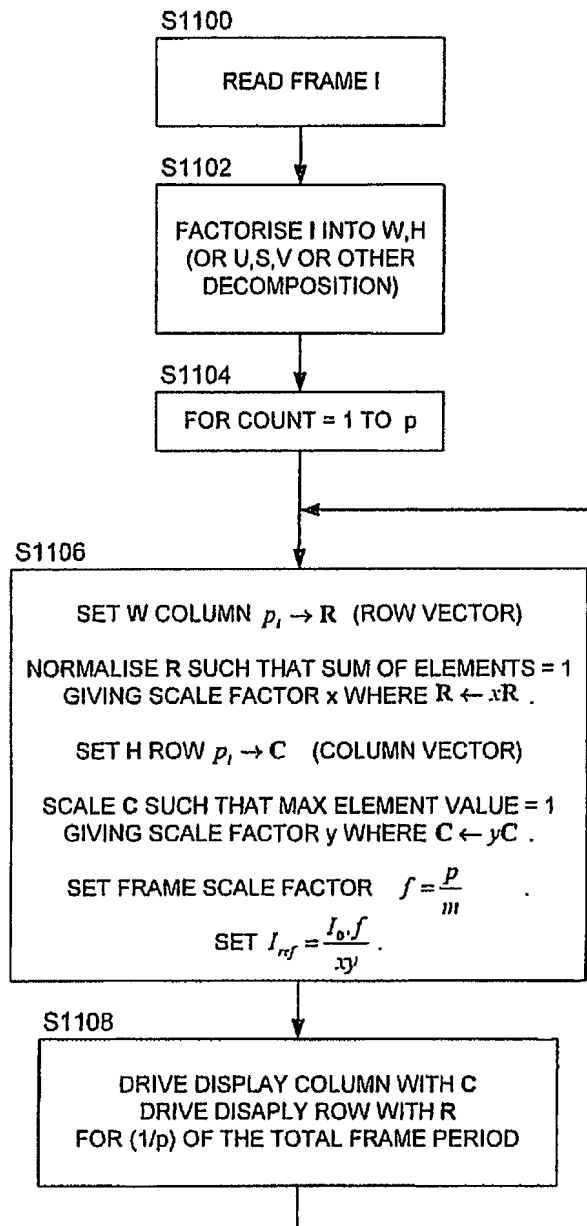 S1100
READ FRAME I
S1102
FACTORISE I INTO W,H
(OR U,S,V OR OTHER
DECOMPOSITION)
S1104
FOR COUNT = 1 TO p
S1106
SET W COLUMN p_i → R (ROW VECTOR)
NORMALISE R SUCH THAT SUM OF ELEMENTS = 1
GIVING SCALE FACTOR x WHERE R ← xR .
SET H ROW p_i → C (COLUMN VECTOR)
SCALE C SUCH THAT MAX ELEMENT VALUE = 1
GIVING SCALE FACTOR y WHERE C ← yC .
SET FRAME SCALE FACTOR f = p/m .
SET I_ref = I_0.f/xy .
S1108
DRIVE DISPLAY COLUMN WITH C
DRIVE DISAPLY ROW WITH R
FOR (1/p) OF THE TOTAL FRAME PERIOD